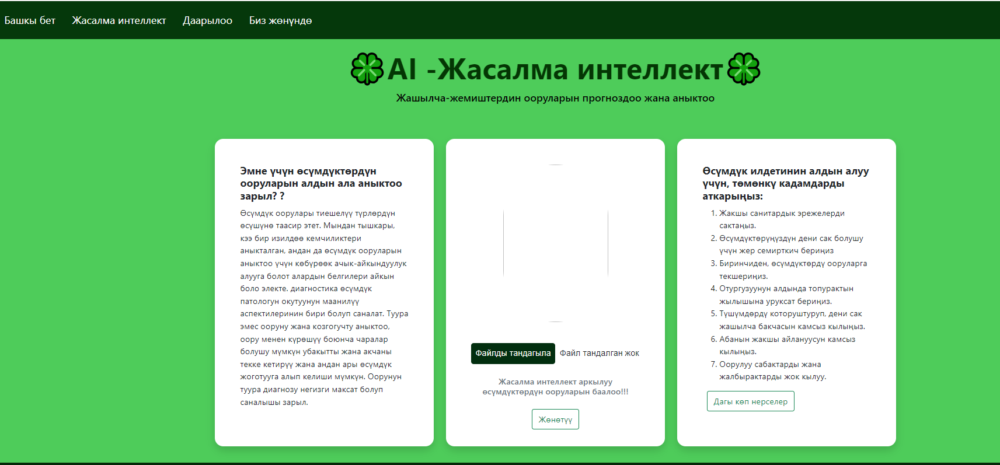 Башкы бет Жасалма интеллект Даарылоо Биз жөнүндө
AI -Жасалма интеллект
Жашылча-жемиштердин ооруларын прогноздоо жана аныктоо
Эмне үчүн өсүмдүктөрдүн
ооруларын алдын ала аныктоо
зарыл? ?
Өсүмдүк оорулары тиешелүү түрлөрдүн
өсүшүнө таасир этет. Мындан тышкары,
кээ бир изилдөө кемчиликтери
аныкталган, андан да өсүмдүк ооруларын
аныктоо үчүн көбүрөөк ачык-айкындуулук
алууга болот алардын белгилери айкын
боло электе. диагностика өсүмдүк
патологун окутуунун маанилүү
аспектилеринин бири болуп саналат. Туура
эмес ооруну жана козгогучту аныктоо,
оору менен күрөшүү боюнча чаралар
болушу мүмкүн убакытты жана акчаны
текке кетирүү жана андан ары өсүмдүк
жоготууга алып келиши мүмкүн. Оорунун
туура диагнозу негизги максат болуп
саналышы зарыл.
Файлды тандагыла Файл тандалган жок
Жасалма интеллект аркылуу
өсүмдүктөрдүн ооруларын баалоо!!!
Жөнөтүү
Өсүмдүк илдетинин алдын алуу
үчүн, төмөнкү кадамдарды
аткарыңыз:
1. Жакшы санитардык эрежелерди
сактаңыз.
2. Өсүмдүктөрүңүздүн дени сак болушу
үчүн жер семирткич бериңиз
3. Биринчиден, өсүмдүктөрдү ооруларга
текшериңиз.
4. Отургузуунун алдында топурактын
жылышына уруксат бериңиз.
5. Түшүмдөрдү которуштуруп, дени сак
жашылча бакчасын камсыз кылыңыз.
6. Абанын жакшы айлануусун камсыз
кылыңыз.
7. Оорулуу сабактарды жана
жалбырактарды жок кылуу.
Дагы көп нерселер